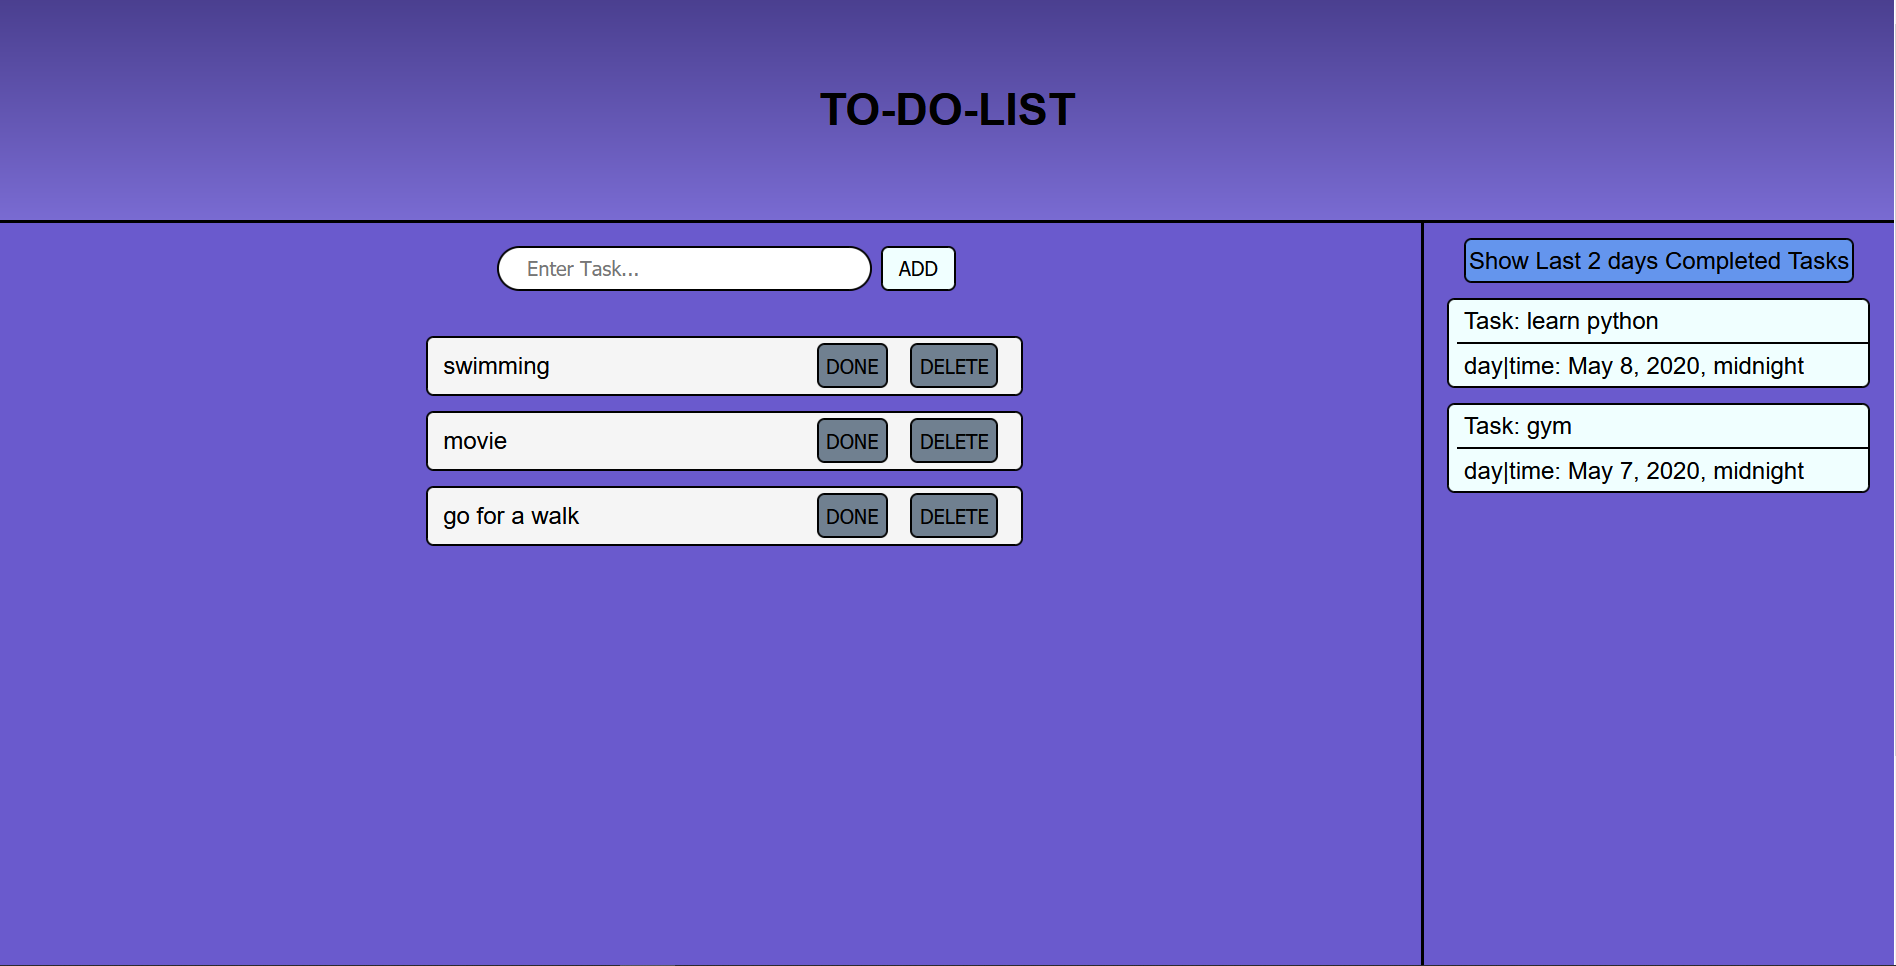 TO-DO-LIST
Enter Task... ADD
swimming DONE DELETE
movie DONE DELETE
go for a walk DONE DELETE
Show Last 2 days Completed Tasks
Task: learn python
day|time: May 8, 2020, midnight
Task: gym
day|time: May 7, 2020, midnight